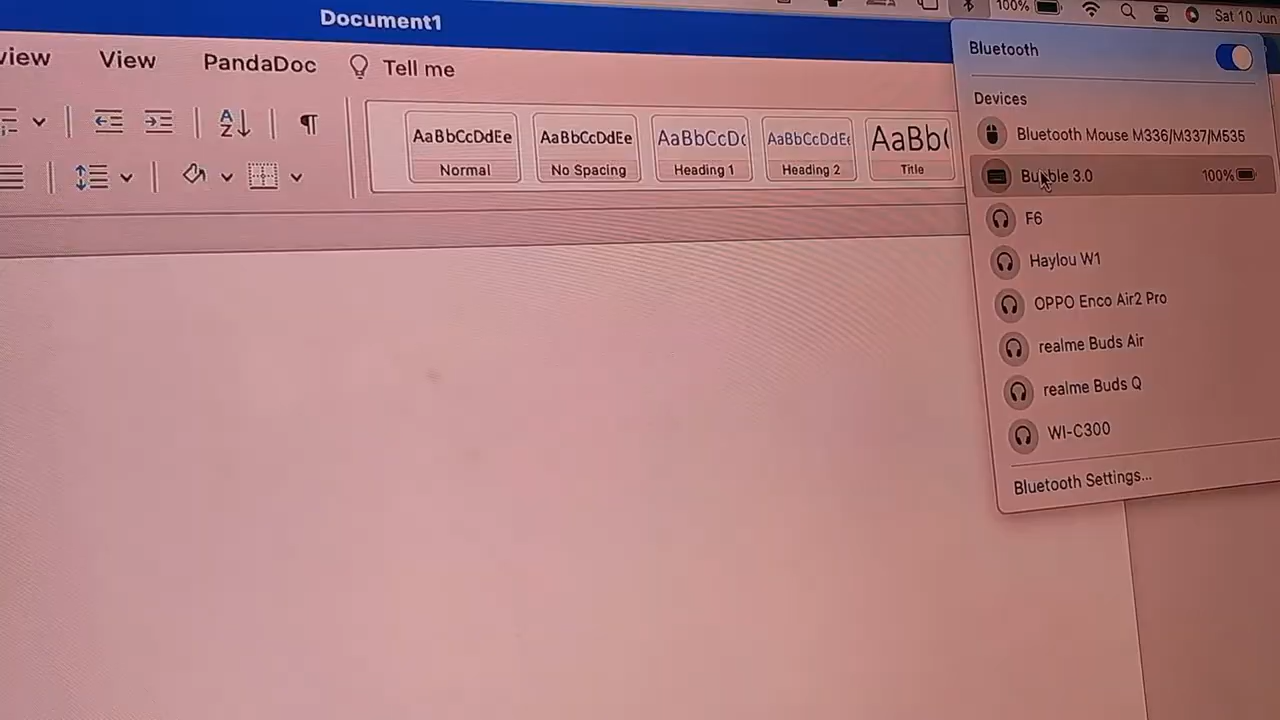 Document1
100%
Sat 10 Jun
view
View
PandaDoc
Tell me
AaBbCcDdEe
Normal
AaBbCcDdEe
No Spacing
AaBbCcDc
Heading 1
AaBbCcDdEe
Heading 2
AaBb(
Title
Bluetooth
Devices
Bluetooth Mouse M336/M337/M535
3.0
100%
F6
Haylou W1
OPPO Enco Air2 Pro
realme Buds Air
realme Buds Q
WI-C300
Bluetooth Settings...